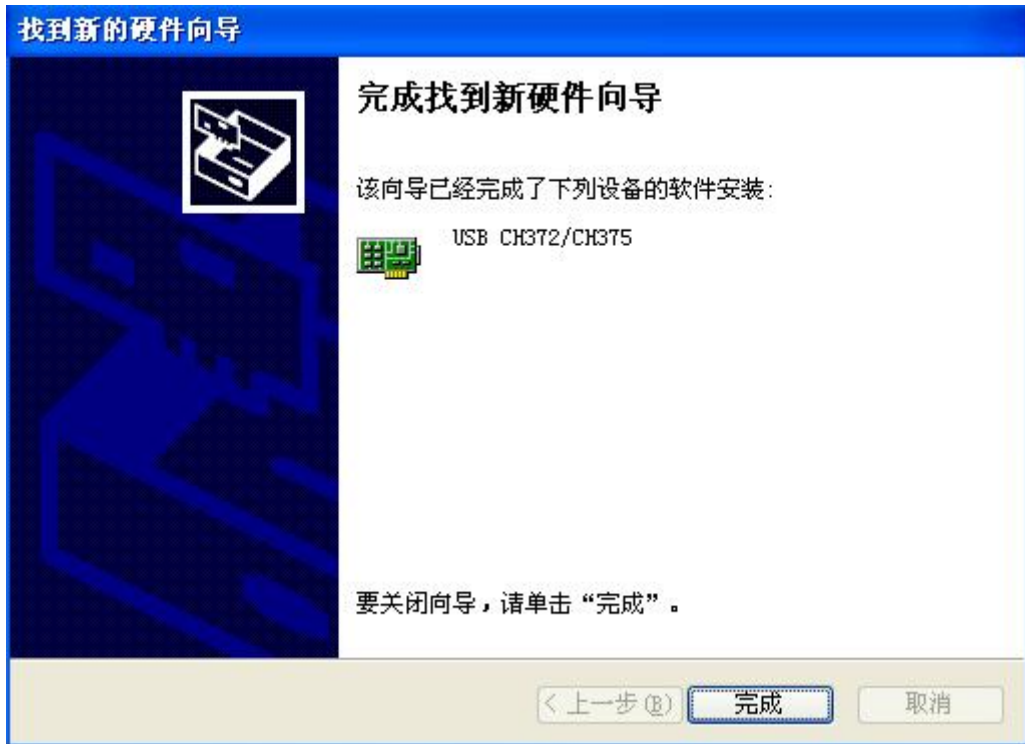 找到新的硬件向导
完成找到新硬件向导
该向导已经完成了下列设备的软件安装:
USB CH372/CH375
要关闭向导，请单击“完成”。
< 上一步(B)
完成
取消